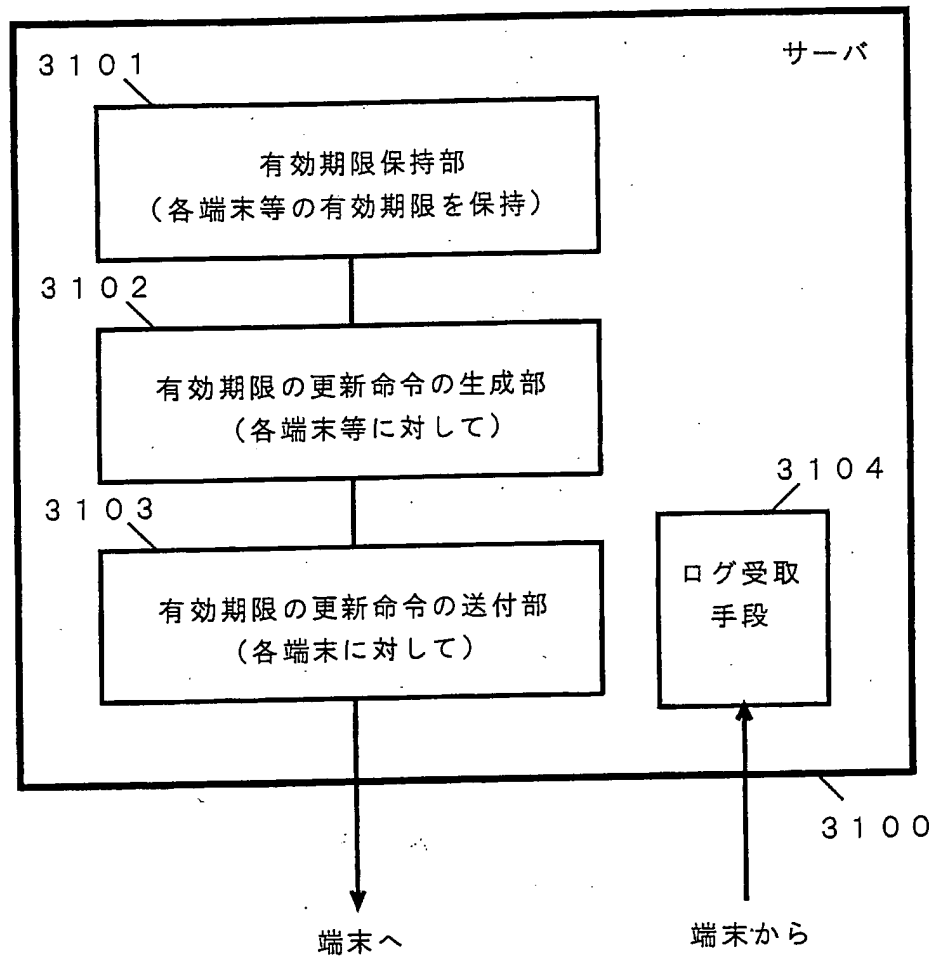 サーバ
3101
有効期限保持部
(各端末等の有効期限を保持)
3102
有効期限の更新命令の生成部
(各端末等に対して)
3103
有効期限の更新命令の送付部
(各端末に対して)
3104
ログ受取
手段
3100
端末へ
端末から